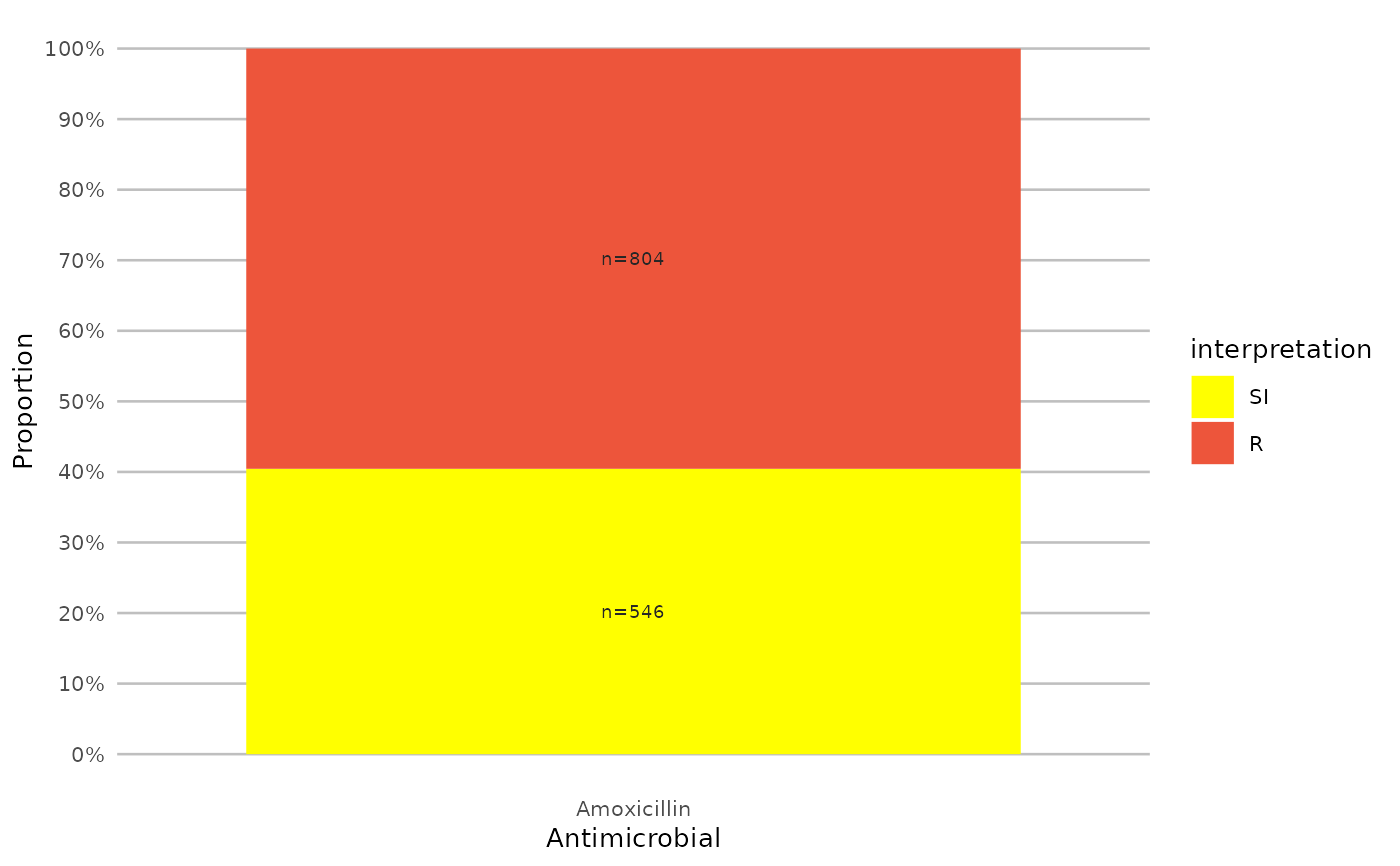 100%
90%
80%
70%
60%
50%
40%
30%
20%
10%
0%
Proportion
n=804
n=546
Amoxicillin
Antimicrobial
interpretation
SI
R